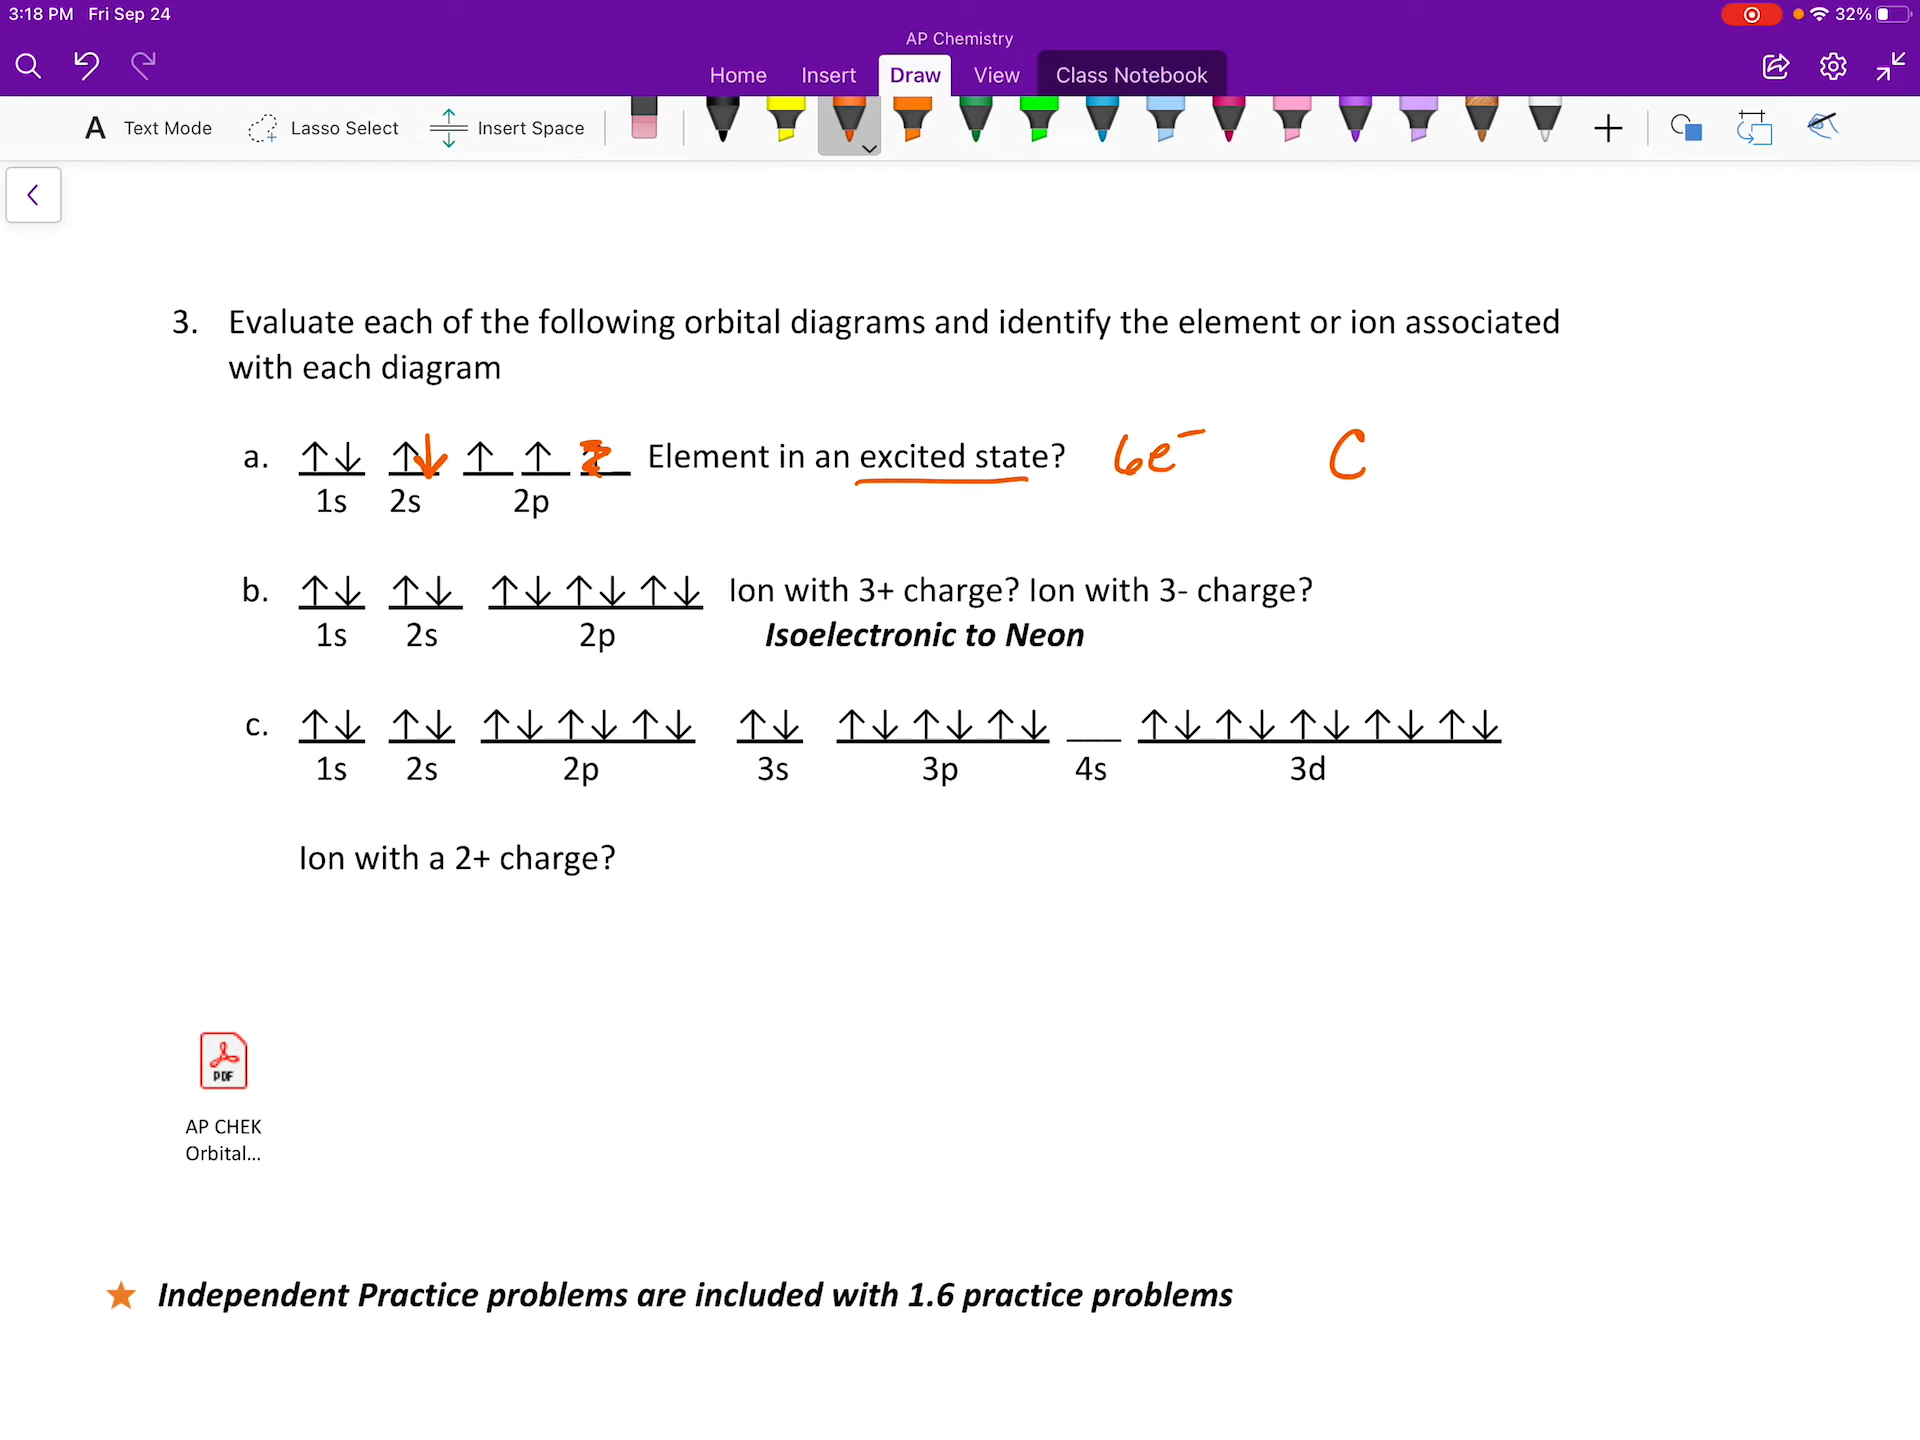 3:18 PM Fri Sep 24
32%
AP Chemistry
Home Insert Draw View Class Notebook
A Text Mode Lasso Select Insert Space
3. Evaluate each of the following orbital diagrams and identify the element or ion associated
with each diagram
a. ↑↓ ↑↓ ↑ ↑ Element in an excited state? 6e⁻ C
1s 2s 2p
b. ↑↓ ↑↓ ↑↓ ↑↓ ↑↓ Ion with 3+ charge? Ion with 3- charge?
1s 2s 2p Isoelectronic to Neon
c. ↑↓ ↑↓ ↑↓ ↑↓ ↑↓ ↑↓ ↑↓ ↑↓ ↑↓ ___ ↑↓ ↑↓ ↑↓ ↑↓ ↑↓
1s 2s 2p 3s 3p 4s 3d
Ion with a 2+ charge?
PDF
AP CHEK
Orbital...
Independent Practice problems are included with 1.6 practice problems